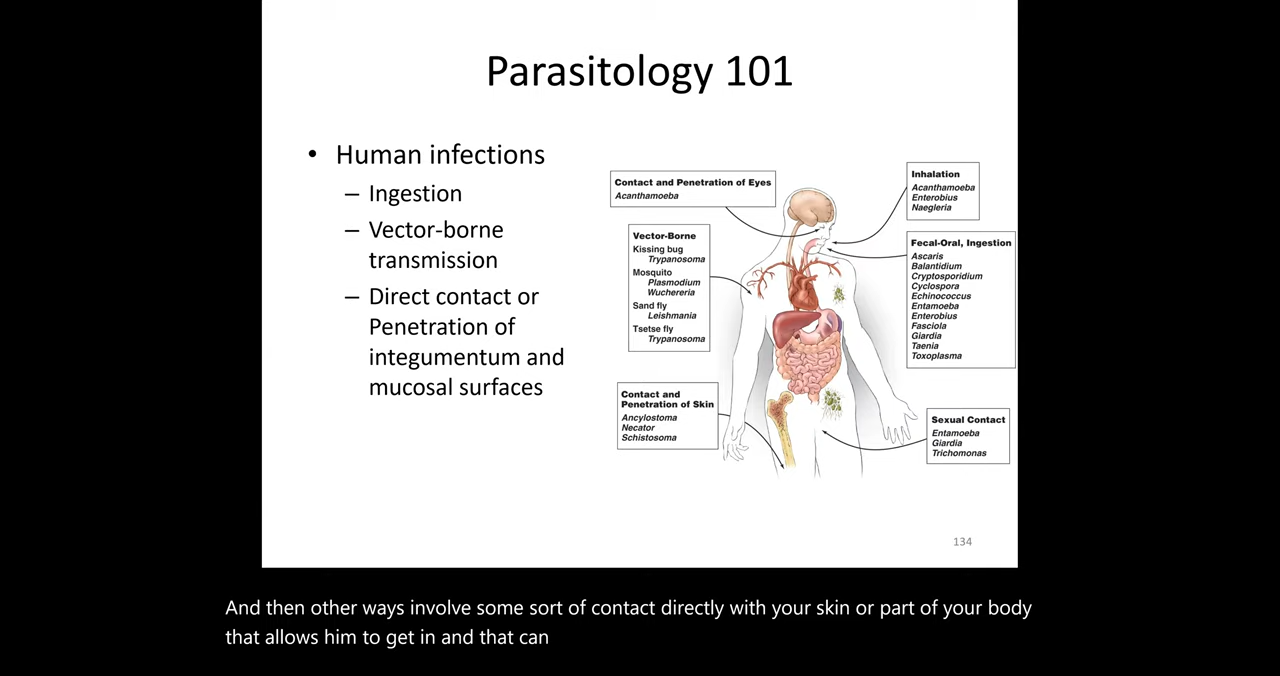 Parasitology 101
• Human infections
– Ingestion
– Vector-borne
transmission
– Direct contact or
Penetration of
integumentum and
mucosal surfaces
Contact and Penetration of Eyes
Acanthamoeba
Vector-Borne
Kissing bug
Trypanosoma
Mosquito
Plasmodium
Wuchereria
Sand fly
Leishmania
Tsetse fly
Trypanosoma
Contact and
Penetration of Skin
Ancylostoma
Necator
Schistosoma
Inhalation
Acanthamoeba
Enterobius
Naegleria
Fecal-Oral, Ingestion
Ascaris
Balantidium
Cryptosporidium
Cyclospora
Echinococcus
Entamoeba
Enterobius
Fasciola
Giardia
Taenia
Toxoplasma
Sexual Contact
Entamoeba
Giardia
Trichomonas
134
And then other ways involve some sort of contact directly with your skin or part of your body
that allows him to get in and that can